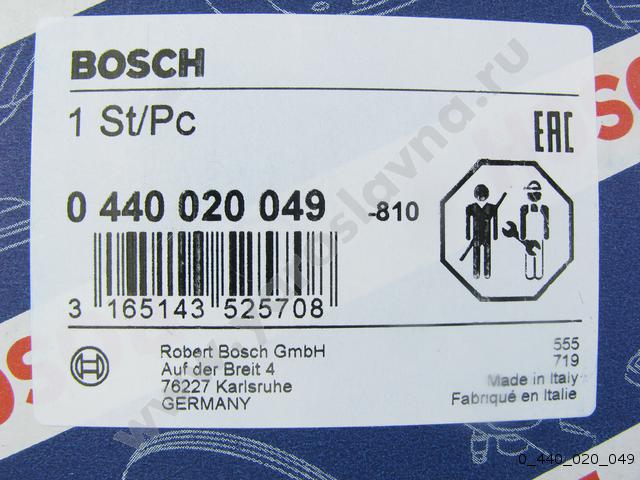 BOSCH
1 St/Pc
EAC
0 440 020 049 -810
3 165143 525708
Robert Bosch GmbH
Auf der Breit 4
76227 Karlsruhe
GERMANY
555
719
Made in Italy
Fabriqué en Italie
0_440_020_049